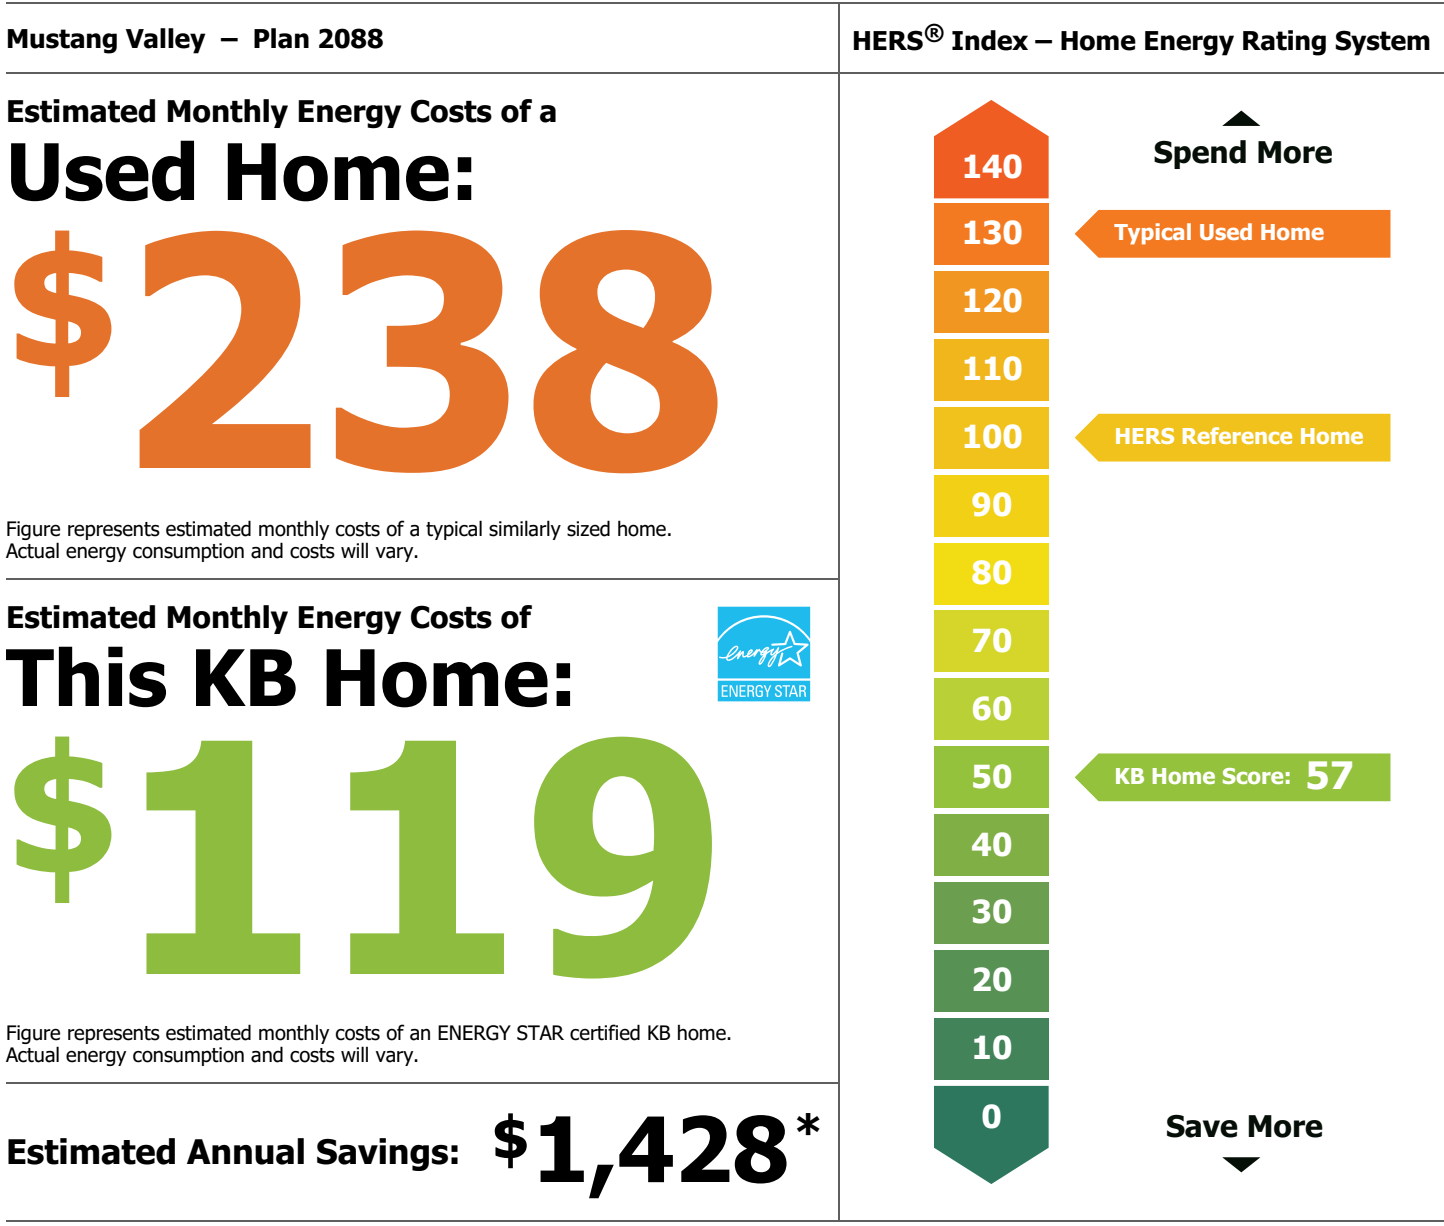 Mustang Valley – Plan 2088
Estimated Monthly Energy Costs of a
Used Home:
$238
Figure represents estimated monthly costs of a typical similarly sized home.
Actual energy consumption and costs will vary.
Estimated Monthly Energy Costs of
This KB Home:
energy
ENERGY STAR
$119
Figure represents estimated monthly costs of an ENERGY STAR certified KB home.
Actual energy consumption and costs will vary.
Estimated Annual Savings: $1,428*
HERS® Index – Home Energy Rating System
Spend More
140
130 Typical Used Home
120
110
100 HERS Reference Home
90
80
70
60
50 KB Home Score: 57
40
30
20
10
0
Save More